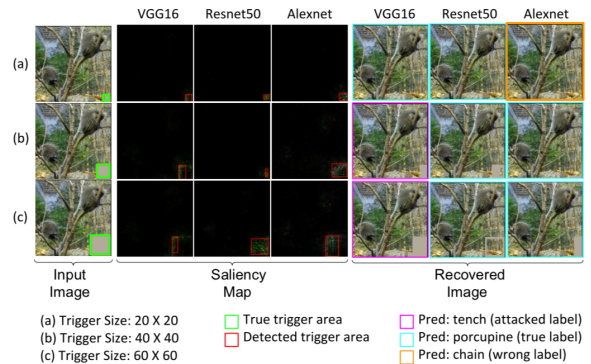 VGG16 Resnet50 Alexnet VGG16 Resnet50 Alexnet
(a)
(b)
(c)
Input Image
Saliency Map
Recovered Image
(a) Trigger Size: 20 X 20
(b) Trigger Size: 40 X 40
(c) Trigger Size: 60 X 60
True trigger area
Detected trigger area
Pred: tench (attacked label)
Pred: porcupine (true label)
Pred: chain (wrong label)